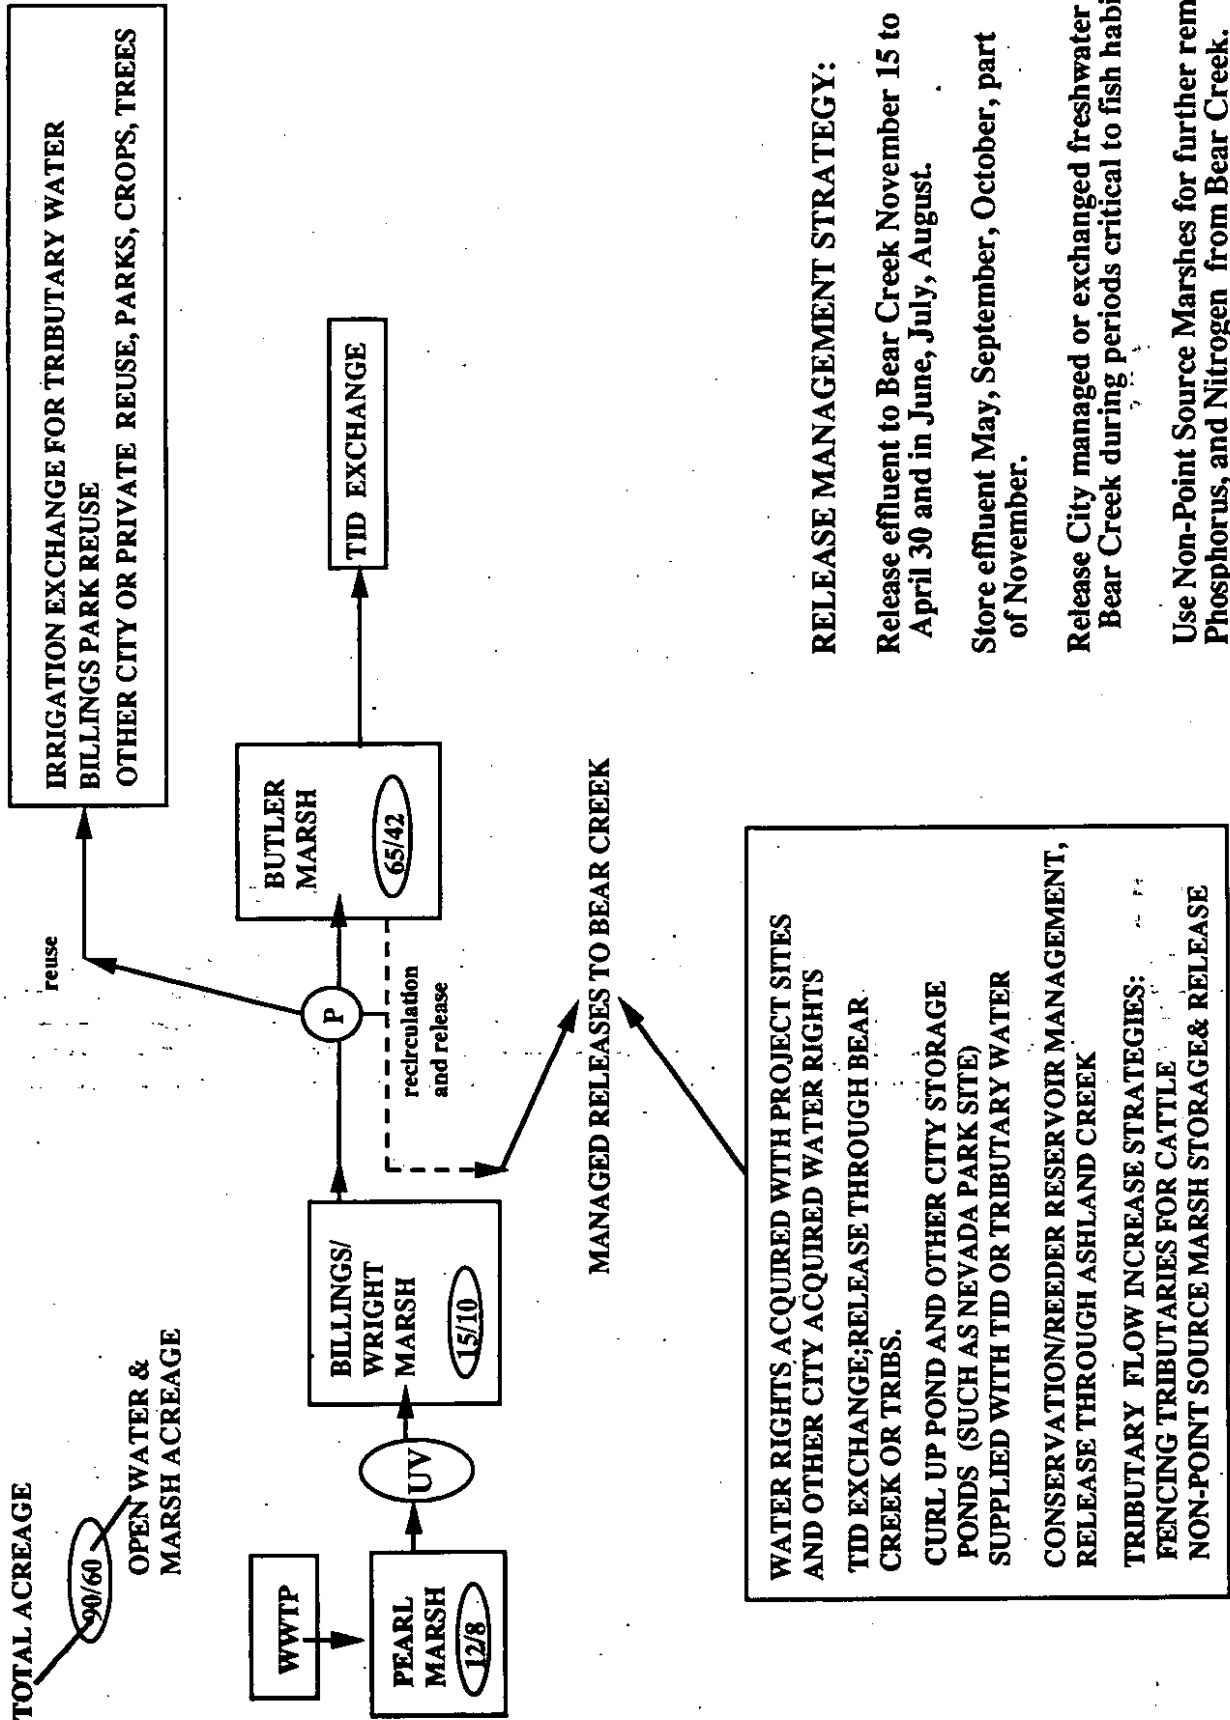 TOTAL ACREAGE
90/60
OPEN WATER &
MARSH ACREAGE
WWTP
PEARL
MARSH
12/8
UV
BILLINGS/
WRIGHT
MARSH
15/10
P
reuse
recirculation
and release
BUTLER
MARSH
65/42
TID EXCHANGE
IRRIGATION EXCHANGE FOR TRIBUTARY WATER
BILLINGS PARK REUSE
OTHER CITY OR PRIVATE REUSE, PARKS, CROPS, TREES
MANAGED RELEASES TO BEAR CREEK
WATER RIGHTS ACQUIRED WITH PROJECT SITES
AND OTHER CITY ACQUIRED WATER RIGHTS
TID EXCHANGE;RELEASE THROUGH BEAR
CREEK OR TRIBS.
CURL UP POND AND OTHER CITY STORAGE
PONDS (SUCH AS NEVADA PARK SITE)
SUPPLIED WITH TID OR TRIBUTARY WATER
CONSERVATION/REEDER RESERVOIR MANAGEMENT,
RELEASE THROUGH ASHLAND CREEK
TRIBUTARY FLOW INCREASE STRATEGIES:
FENCING TRIBUTARIES FOR CATTLE
NON-POINT SOURCE MARSH STORAGE& RELEASE
RELEASE MANAGEMENT STRATEGY:
Release effluent to Bear Creek November 15 to
April 30 and in June, July, August.
Store effluent May, September, October, part
of November.
Release City managed or exchanged freshwater
Bear Creek during periods critical to fish habi
Use Non-Point Source Marshes for further rem
Phosphorus, and Nitrogen from Bear Creek.